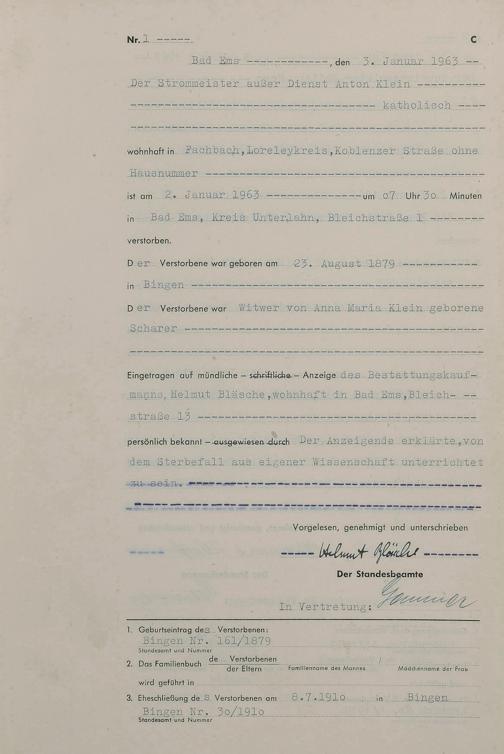 Nr. 1 ----- C
Bad Ems ------------, den 3. Januar 1963 --
Der Strommeister außer Dienst Anton Klein ----------
------------------------------------ katholisch ----
----------------------------------------------------
wohnhaft in Fachbach,Loreleykreis,Koblenzer Straße ohne
Hausnummer -----------------------------------------
ist am 2. Januar 1963 --------------um 07 Uhr 30 Minuten
in Bad Ems, Kreis Unterlahn, Bleichstraße 1 --------
verstorben.
Der Verstorbene war geboren am 23. August 1879 -----------
in Bingen ------------------------------------------
Der Verstorbene war Witwer von Anna Maria Klein geborene
Scharer --------------------------------------------
----------------------------------------------------
Eingetragen auf mündliche – schriftliche – Anzeige des Bestattungskauf-
manns, Helmut Bläsche,wohnhaft in Bad Ems,Bleich- --
straße 13 ------------------------------------------
persönlich bekannt – ausgewiesen durch Der Anzeigende erklärte,von
dem Sterbefall aus eigener Wissenschaft unterrichtet
zu sein. -------------------------------------------
----------------------------------------------------
Vorgelesen, genehmigt und unterschrieben
----- ----- Helmut Bläsche --------
Der Standesbeamte
In Vertretung:
1. Geburtseintrag des Verstorbenen:
Bingen Nr. 161/1879
Standesamt und Nummer
2. Das Familienbuch de Verstorbenen
der Eltern Familienname des Mannes / Mädchenname der Frau
wird geführt in
3. Eheschließung des Verstorbenen am 8.7.1910 in Bingen
Bingen Nr. 30/1910
Standesamt und Nummer